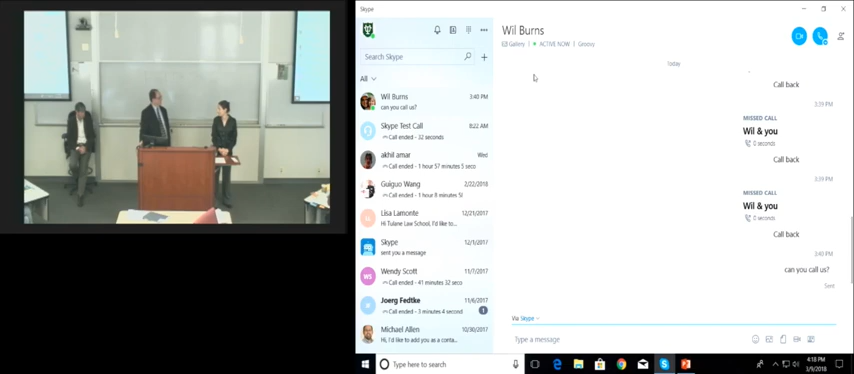 Skype
Search Skype
All
Wil Burns
3:40 PM
can you call us?
Skype Test Call
8:22 AM
Call ended - 32 seconds
akhil amar
Wed
Call ended - 1 hour 57 minutes 5 seco
Guiguo Wang
2/22/2018
Call ended - 1 hour 8 minutes 5(
Lisa Lamonte
12/21/2017
Hi Tulane Law School, I'd like to...
Skype
12/1/2017
sent you a message
WS
Wendy Scott
11/7/2017
Call ended - 41 minutes 32 seco
Joerg Fedtke
11/6/2017
Call ended - 3 minutes 4 second
1
Michael Allen
10/30/2017
Hi, I'd like to add you as a conta...
Wil Burns
Gallery | ACTIVE NOW | Groovy
Today
Call back
3:39 PM
MISSED CALL
Wil & you
0 seconds
Call back
3:39 PM
MISSED CALL
Wil & you
0 seconds
Call back
3:40 PM
can you call us?
Sent
Via Skype
Type a message
Type here to search
4:18 PM
3/9/2018